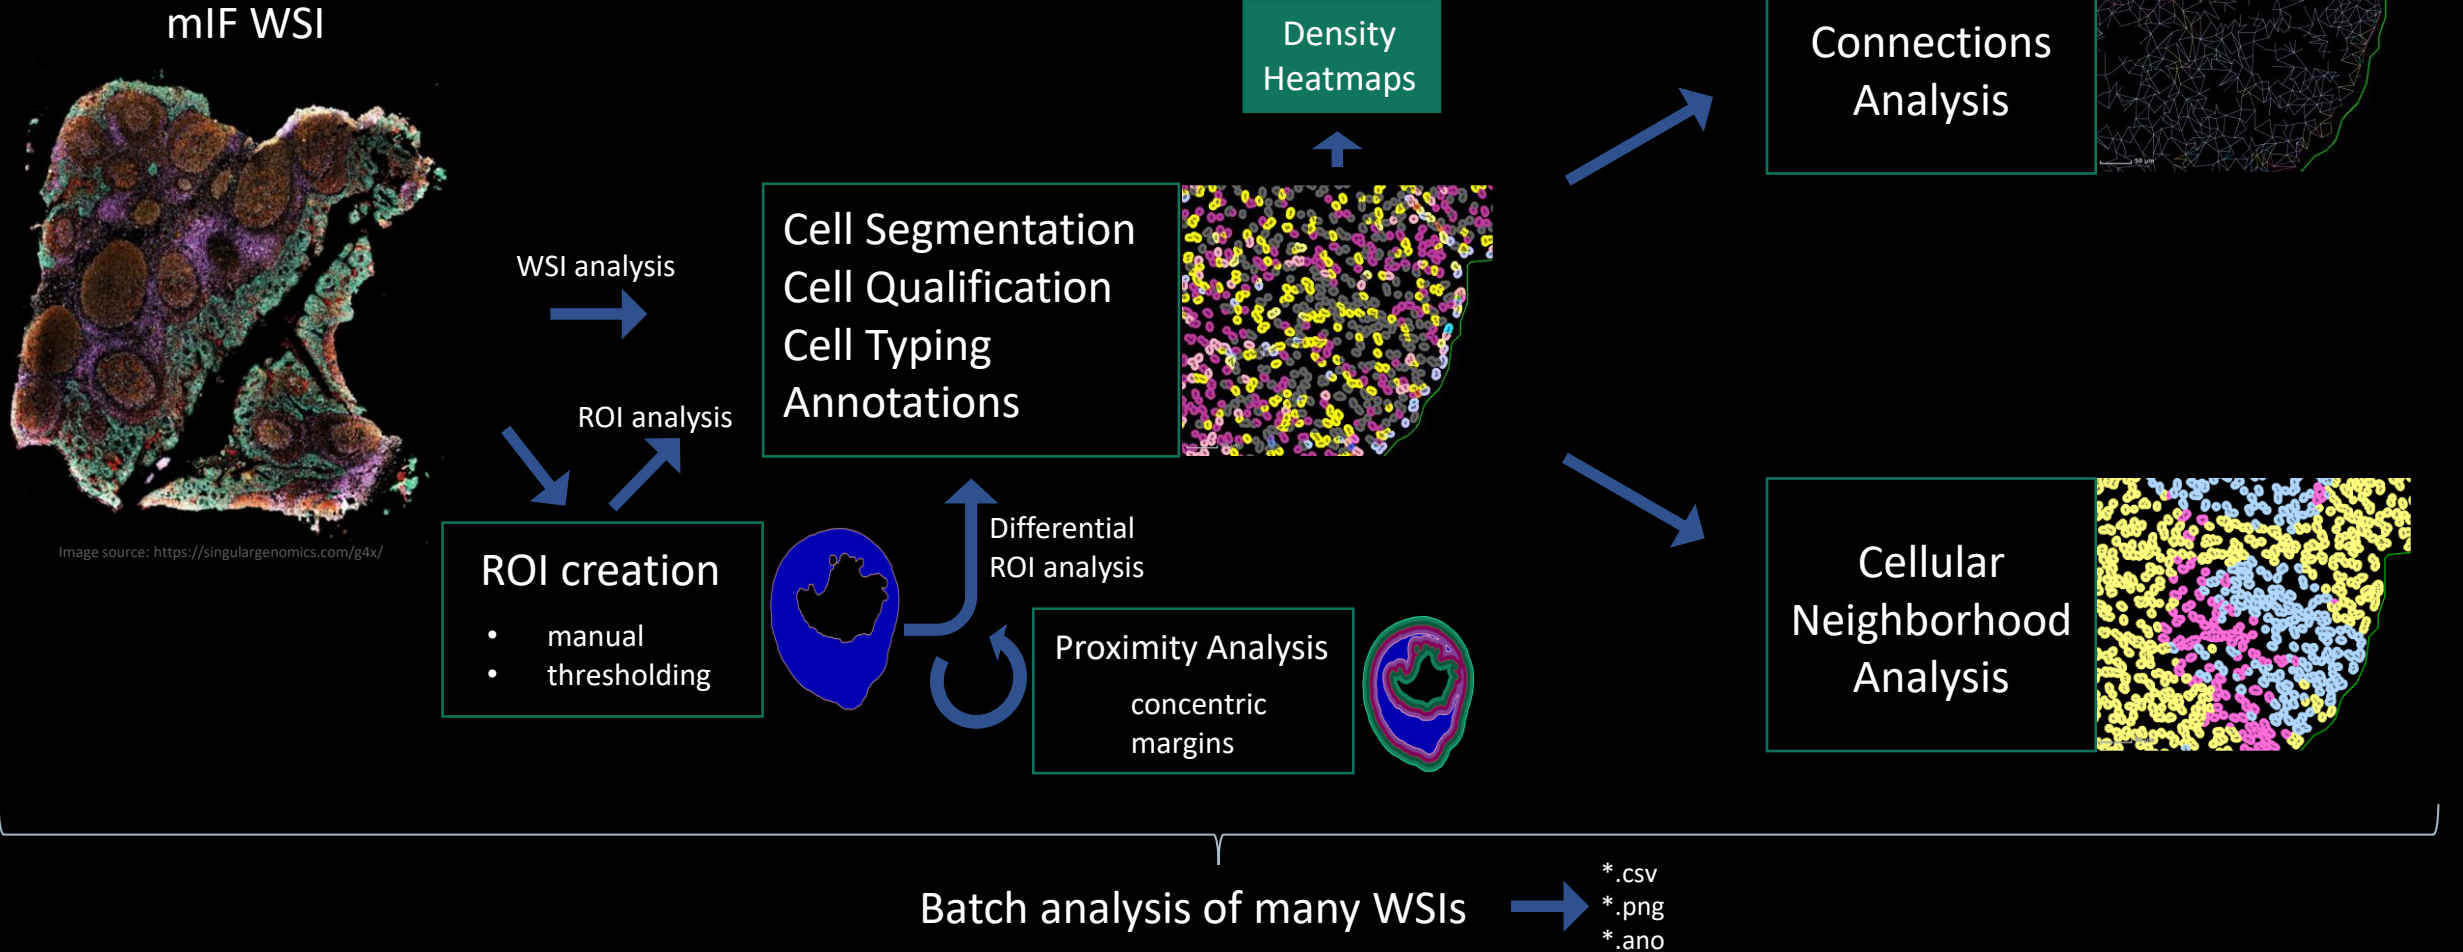 mIF WSI
Image source: https://singulargenomics.com/g4x/
WSI analysis
ROI analysis
ROI creation
• manual
• thresholding
Density
Heatmaps
Cell Segmentation
Cell Qualification
Cell Typing
Annotations
Differential
ROI analysis
Proximity Analysis
concentric
margins
Connections
Analysis
50 µm
Cellular
Neighborhood
Analysis
Batch analysis of many WSIs
*.csv
*.png
*.ano